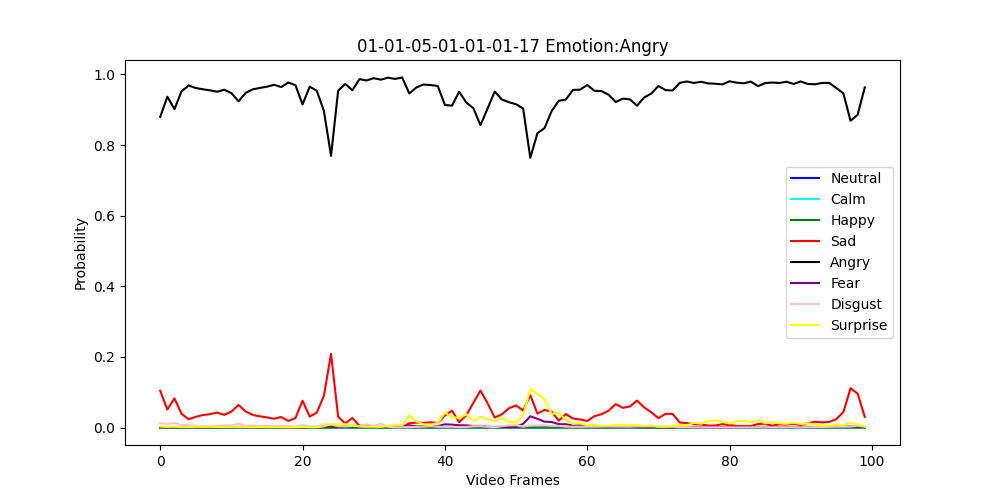 01-01-05-01-01-01-17 Emotion:Angry
Probability
1.0
0.8
0.6
0.4
0.2
0.0
Neutral
Calm
Happy
Sad
Angry
Fear
Disgust
Surprise
0 20 40 60 80 100
Video Frames